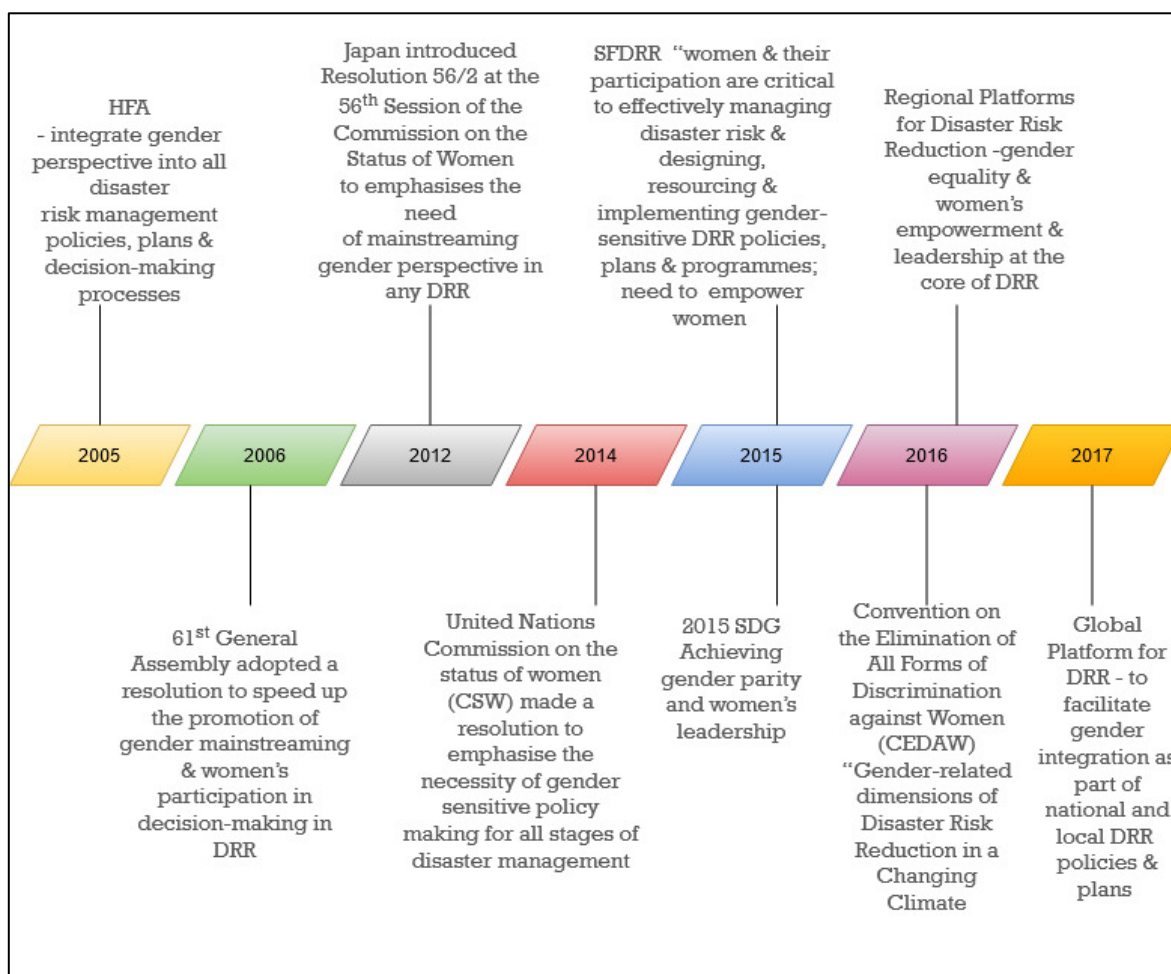 HFA
- integrate gender
perspective into all
disaster
risk management
policies, plans &
decision-making
processes
Japan introduced
Resolution 56/2 at the
56th Session of the
Commission on the
Status of Women
to emphasises the
need
of mainstreaming
gender perspective in
any DRR
SFDRR “women & their
participation are critical
to effectively managing
disaster risk &
designing,
resourcing &
implementing gender-
sensitive DRR policies,
plans & programmes;
need to empower
women
Regional Platforms
for Disaster Risk
Reduction -gender
equality &
women’s
empowerment &
leadership at the
core of DRR
2005
2006
2012
2014
2015
2016
2017
61st General
Assembly adopted a
resolution to speed up
the promotion of
gender mainstreaming
& women’s
participation in
decision-making in
DRR
United Nations
Commission on the
status of women
(CSW) made a
resolution to
emphasise the
necessity of gender
sensitive policy
making for all stages of
disaster management
2015 SDG
Achieving
gender parity
and women’s
leadership
Convention on
the Elimination of
All Forms of
Discrimination
against Women
(CEDAW)
“Gender-related
dimensions of
Disaster Risk
Reduction in a
Changing
Climate
Global
Platform for
DRR - to
facilitate
gender
integration as
part of
national and
local DRR
policies &
plans